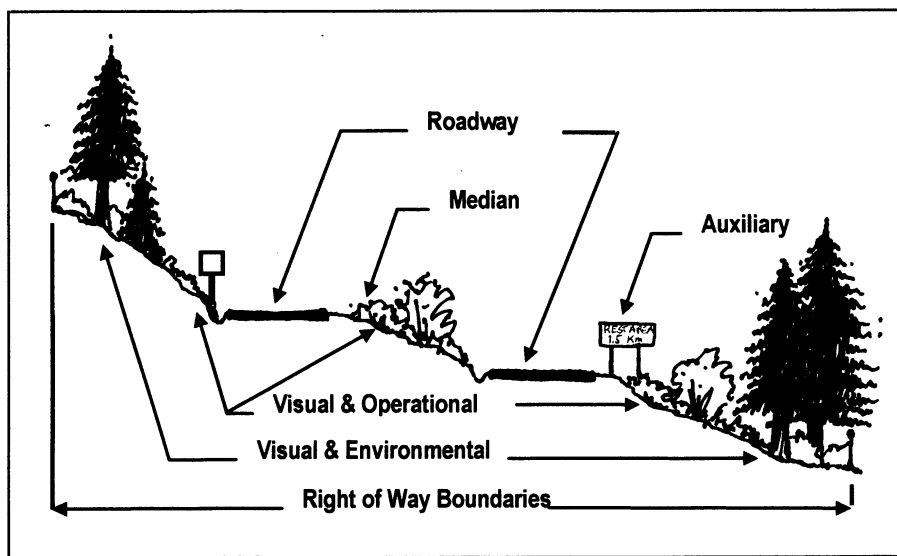 Roadway
Median
Auxiliary
REST AREA
1.5 Km
Visual & Operational
Visual & Environmental
Right of Way Boundaries